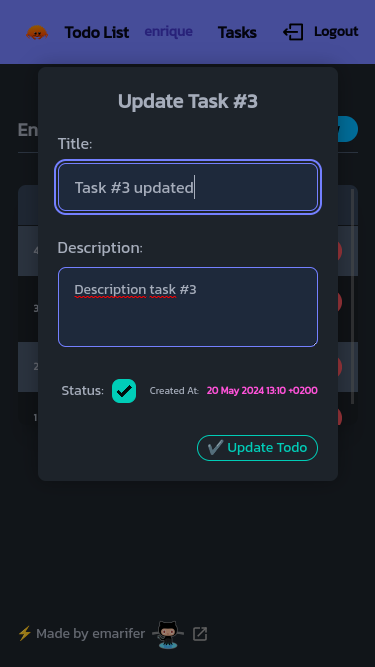 Todo List enrique Tasks Logout
Update Task #3
En
Title:
Task #3 updated
Description:
Description task #3
4
3
2
1
Status: Created At: 20 May 2024 13:10 +0200
✔ Update Todo
⚡ Made by emarifer